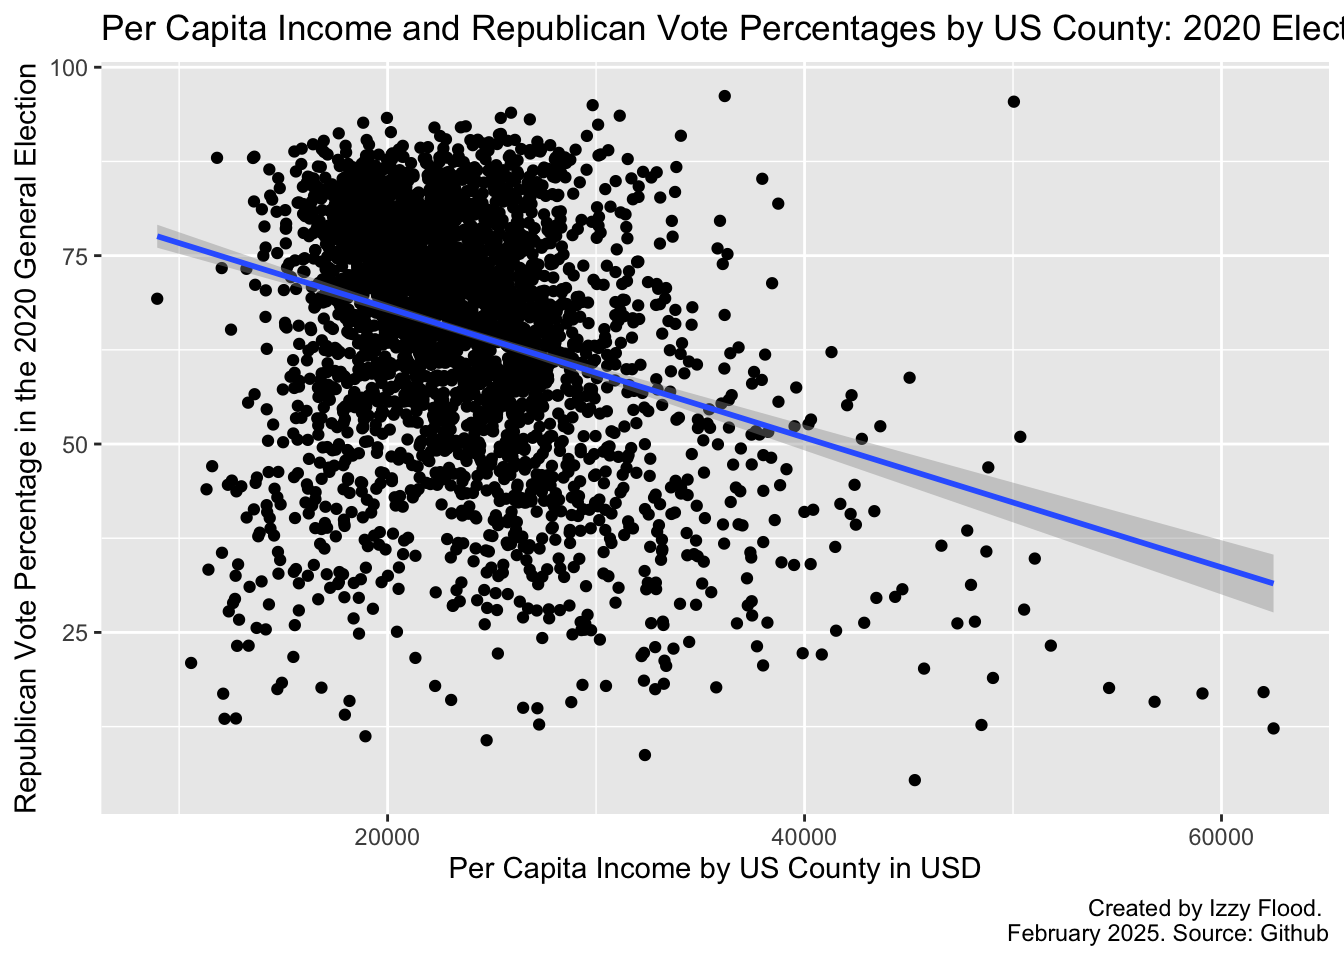 Per Capita Income and Republican Vote Percentages by US County: 2020 Elect
Republican Vote Percentage in the 2020 General Election
100
75
50
25
20000
40000
60000
Per Capita Income by US County in USD
Created by Izzy Flood.
February 2025. Source: Github